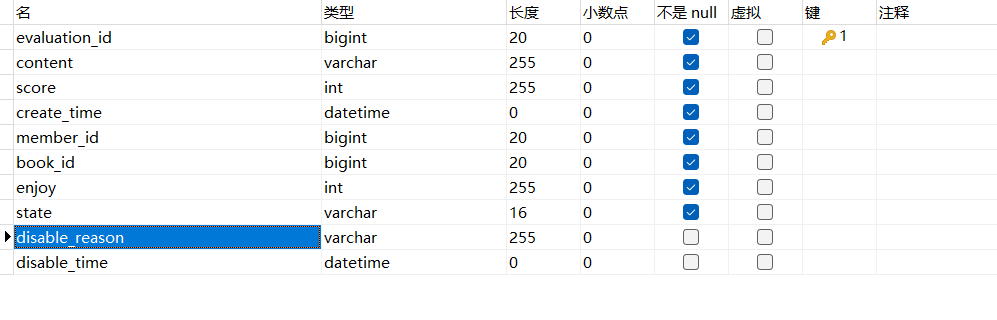 名 类型 长度 小数点 不是 null 虚拟 键 注释
evaluation_id bigint 20 0 1
content varchar 255 0
score int 255 0
create_time datetime 0 0
member_id bigint 20 0
book_id bigint 20 0
enjoy int 255 0
state varchar 16 0
disable_reason varchar 255 0
disable_time datetime 0 0